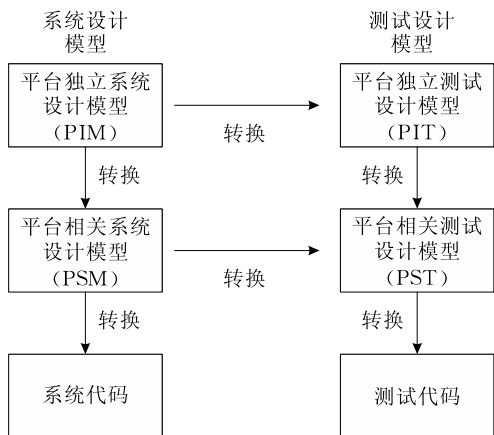 系统设计
模型
测试设计
模型
平台独立系统
设计模型
(PIM)
转换
平台独立测试
设计模型
(PIT)
转换
转换
平台相关系统
设计模型
(PSM)
转换
平台相关测试
设计模型
(PST)
转换
转换
系统代码
测试代码